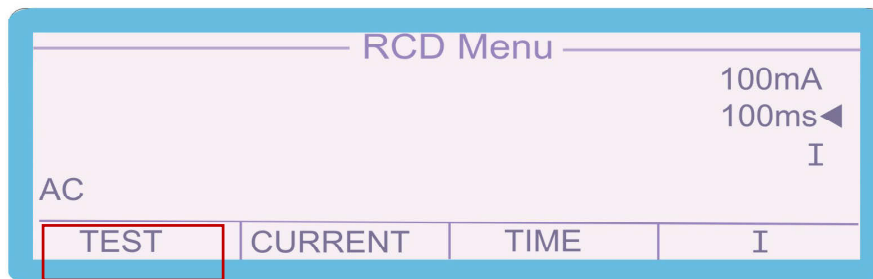 RCD Menu
100mA
100ms◀
I
AC
TEST CURRENT TIME I